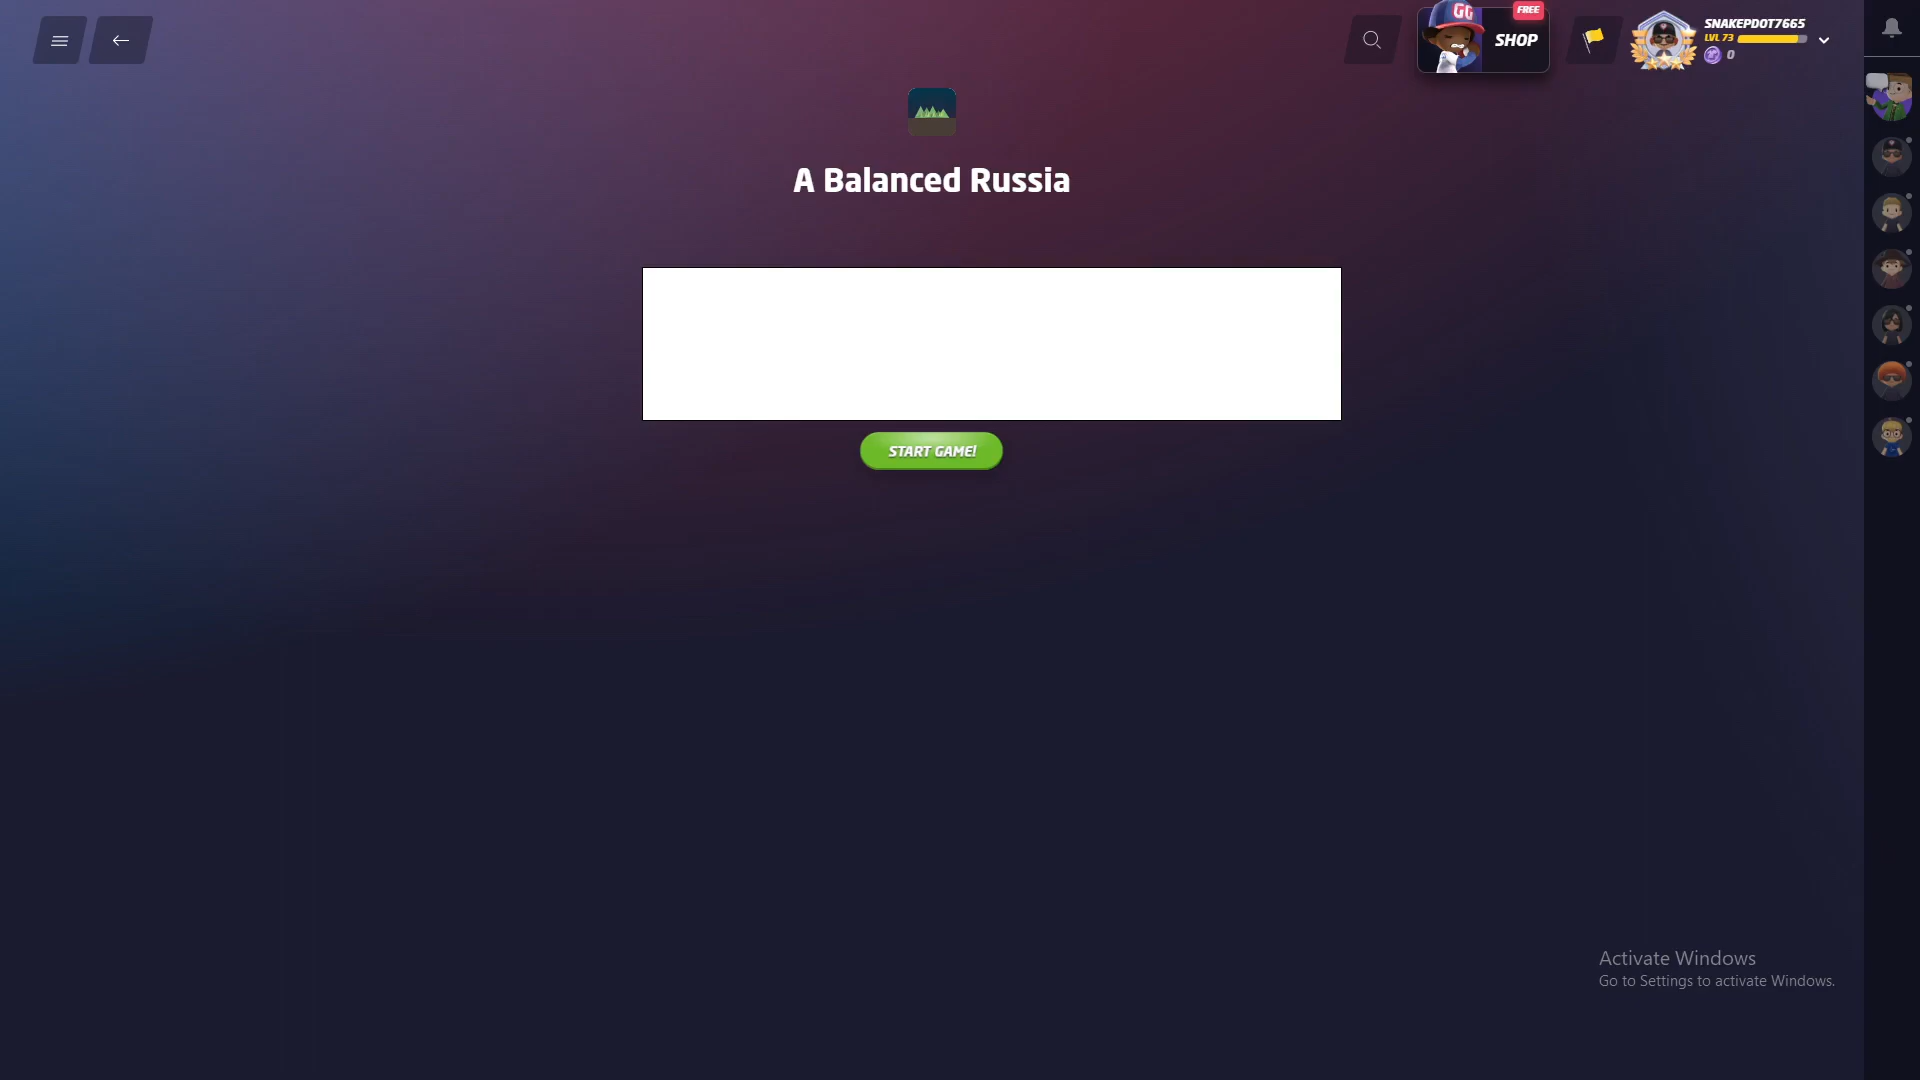 GG
FREE
SHOP
SNAKEPDOT7665
LVL 73
0
A Balanced Russia
START GAME!
Activate Windows
Go to Settings to activate Windows.